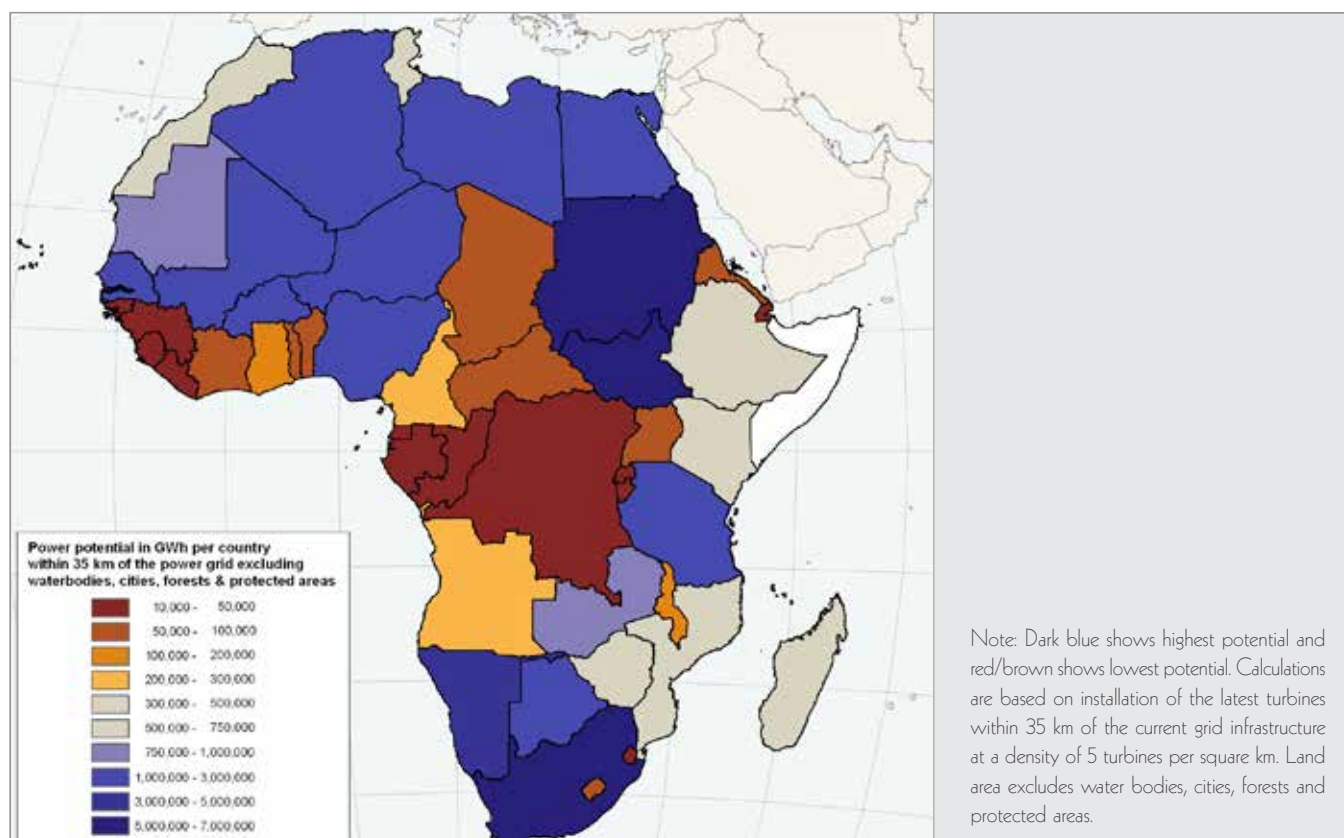 Power potential in GWh per country
within 35 km of the power grid excluding
waterbodies, cities, forests & protected areas
10,000 - 50,000
50,000 - 100,000
100,000 - 200,000
200,000 - 300,000
300,000 - 500,000
500,000 - 750,000
750,000 - 1,000,000
1,000,000 - 3,000,000
3,000,000 - 5,000,000
5,000,000 - 7,000,000
Note: Dark blue shows highest potential and
red/brown shows lowest potential. Calculations
are based on installation of the latest turbines
within 35 km of the current grid infrastructure
at a density of 5 turbines per square km. Land
area excludes water bodies, cities, forests and
protected areas.